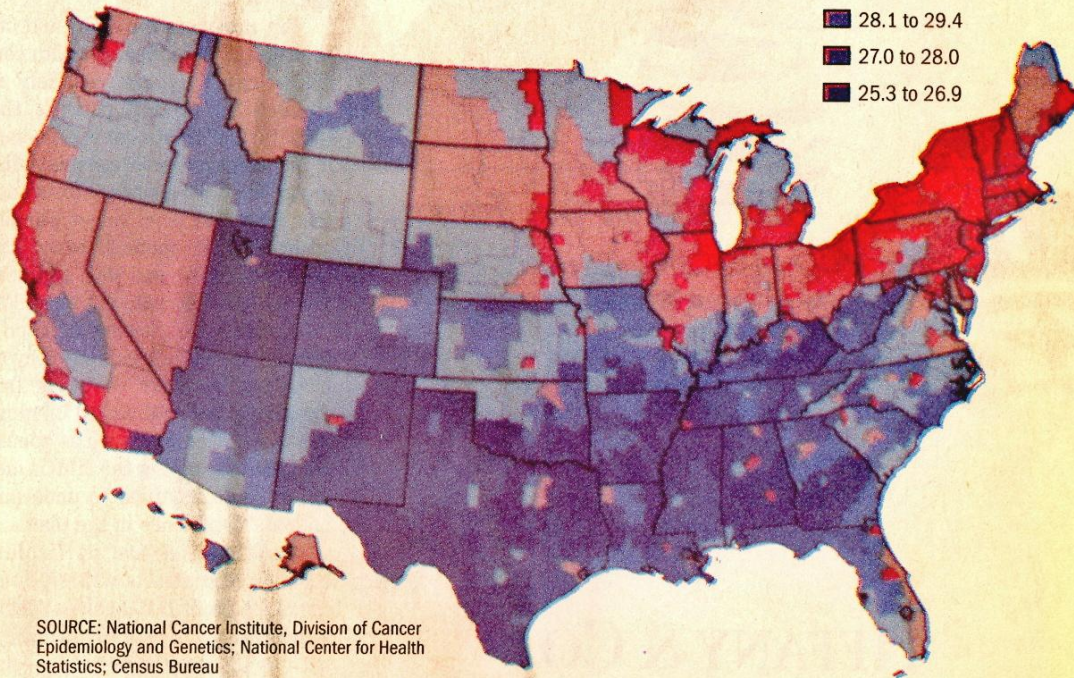 28.1 to 29.4
27.0 to 28.0
25.3 to 26.9
SOURCE: National Cancer Institute, Division of Cancer
Epidemiology and Genetics; National Center for Health
Statistics; Census Bureau